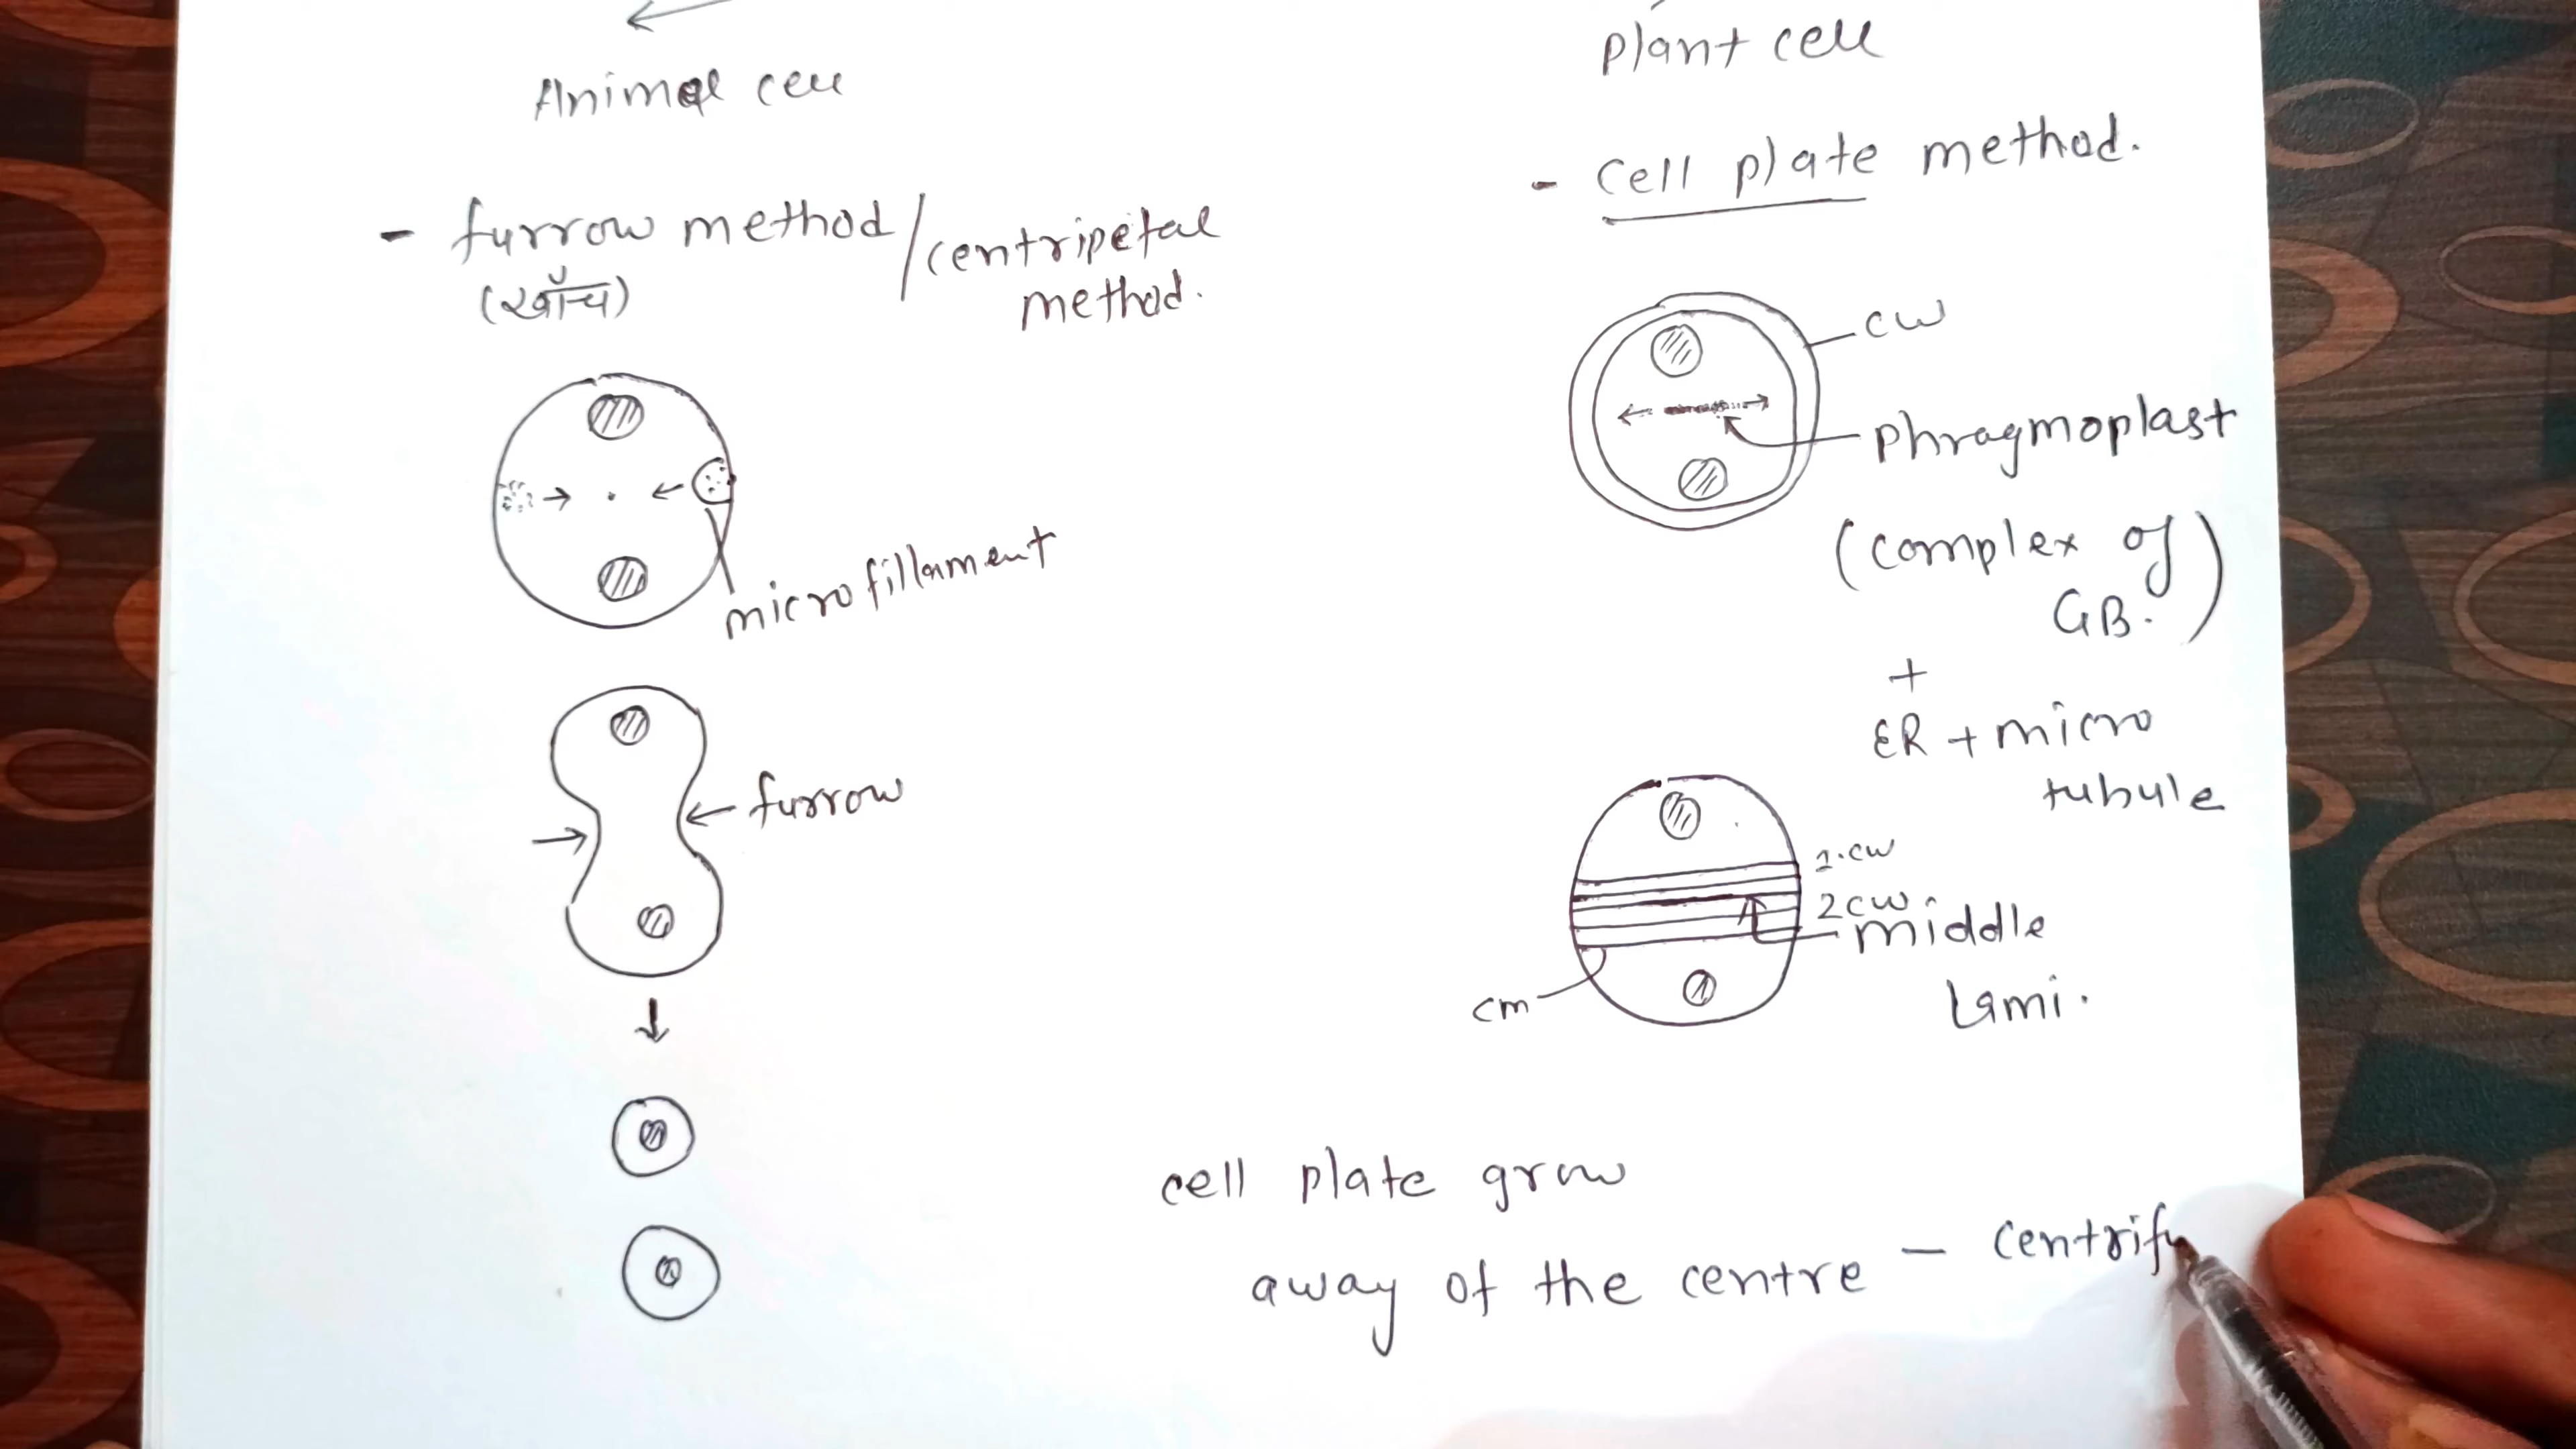 Animal cell
- furrow method / centripetal method.
(खाँच)
microfillament
furrow
plant cell
- cell plate method.
cw
phragmoplast
(complex of
GB.)
+
ER + micro
tubule
1.cw
2cw
middle
lami.
cm
cell plate grow
away of the centre - centrifu